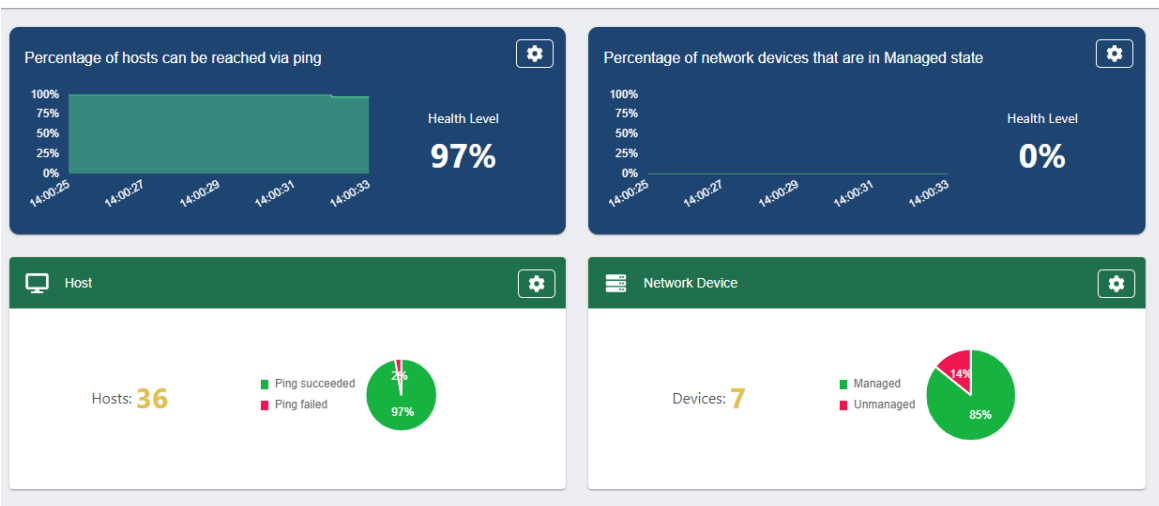 Percentage of hosts can be reached via ping
100%
75%
50%
25%
0%
14:00:25 14:00:27 14:00:29 14:00:31 14:00:33
Health Level
97%
Percentage of network devices that are in Managed state
100%
75%
50%
25%
0%
14:00:25 14:00:27 14:00:29 14:00:31 14:00:33
Health Level
0%
Host
Hosts: 36
Ping succeeded
Ping failed
2%
97%
Network Device
Devices: 7
Managed
Unmanaged
14%
85%